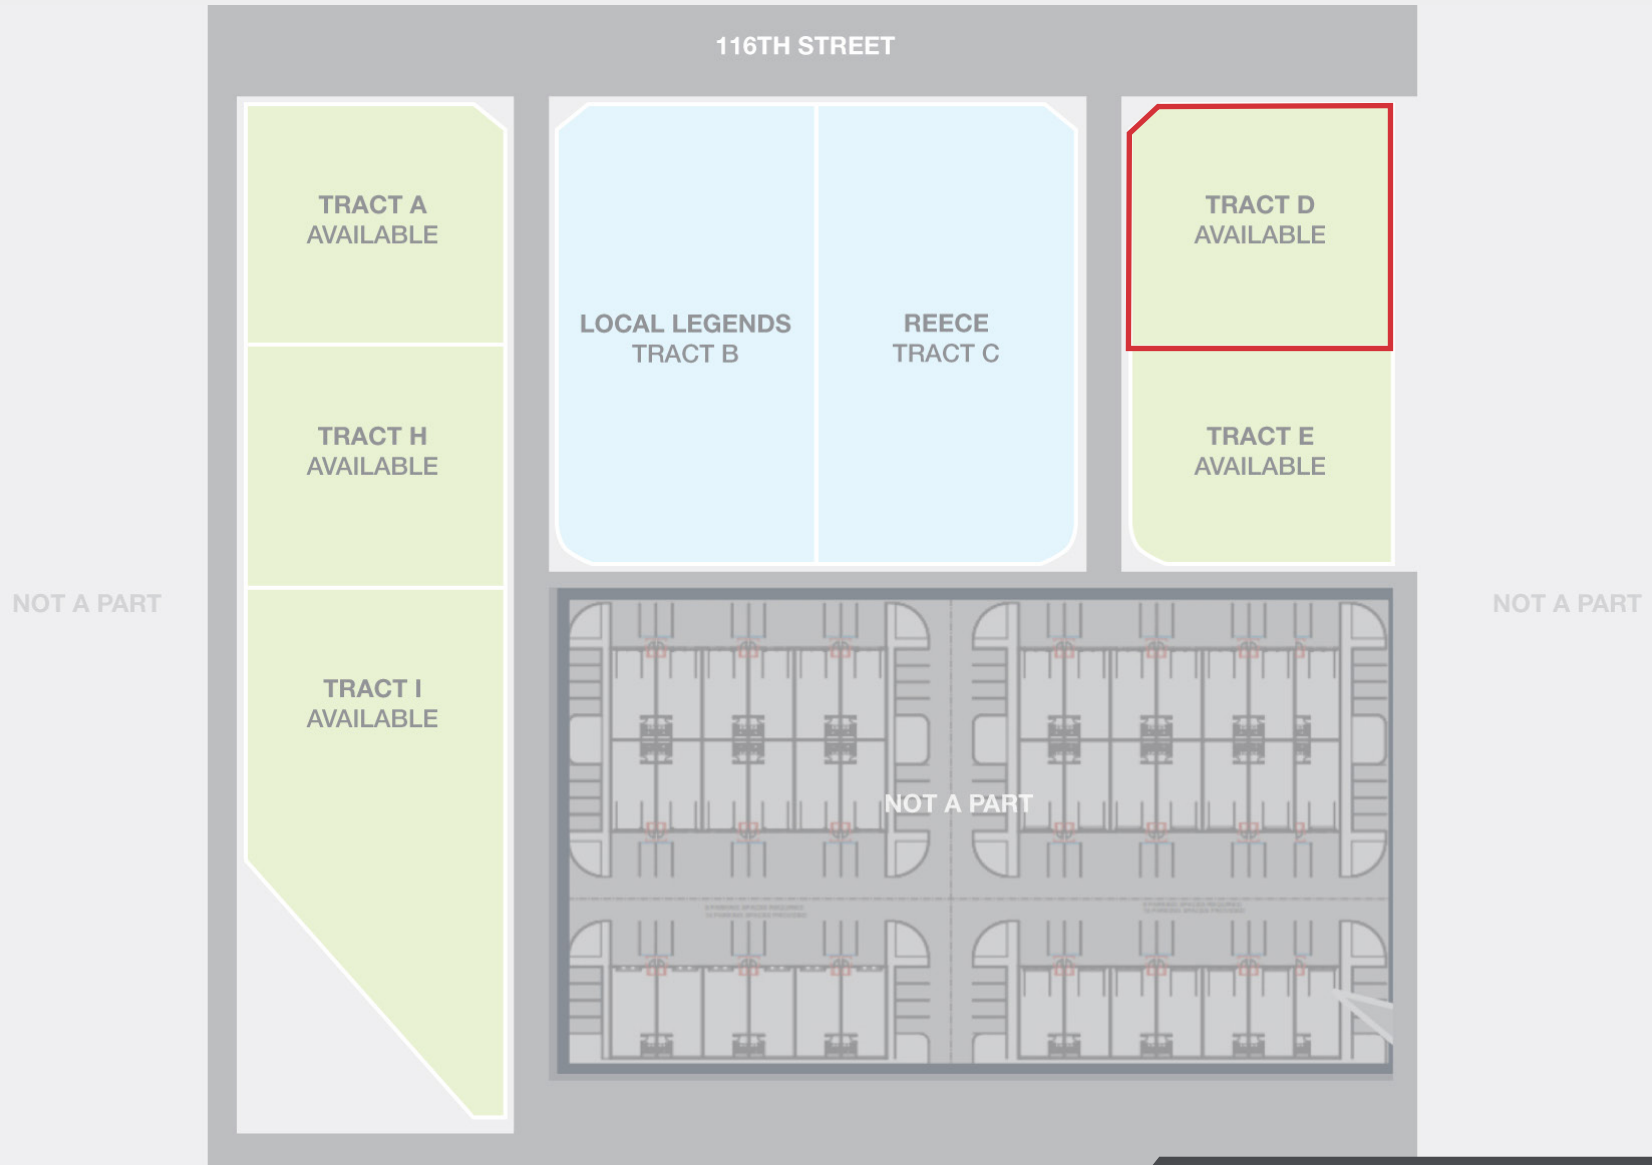 116TH STREET
TRACT A
AVAILABLE
TRACT D
AVAILABLE
LOCAL LEGENDS
TRACT B
REECE
TRACT C
TRACT H
AVAILABLE
TRACT E
AVAILABLE
NOT A PART
NOT A PART
TRACT I
AVAILABLE
NOT A PART